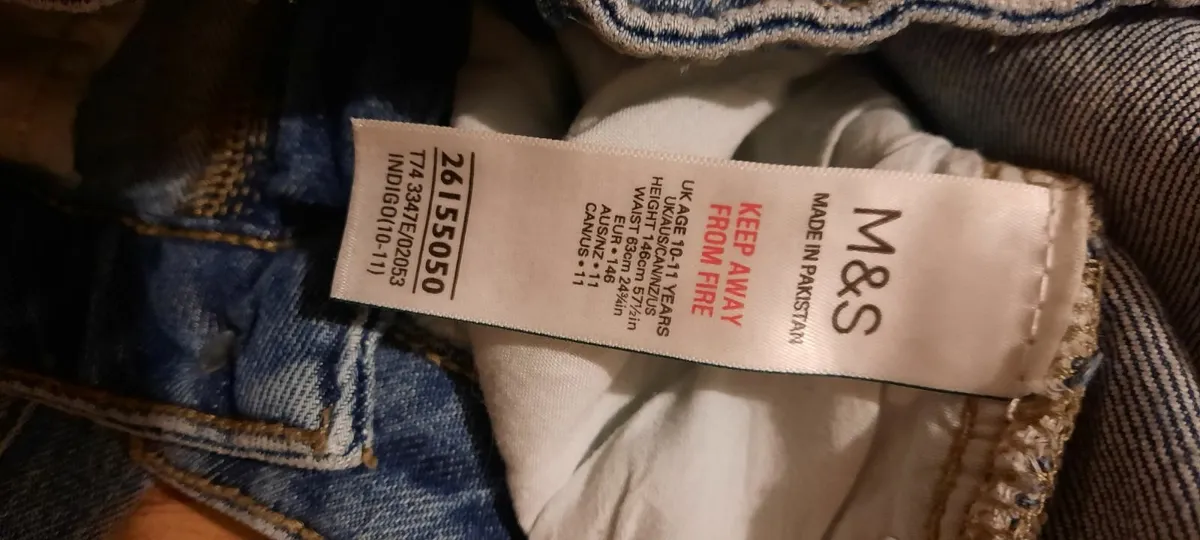 M&S
MADE IN PAKISTAN
KEEP AWAY
FROM FIRE
UK AGE 10-11 YEARS
UK/AUS/CAN/NZ/US
HEIGHT 146cm 57½in
WAIST 63cm 24¾in
EUR • 146
AUS/NZ • 11
CAN/US • 11
26155050
T74 3347E/02053
INDIGO(10-11)